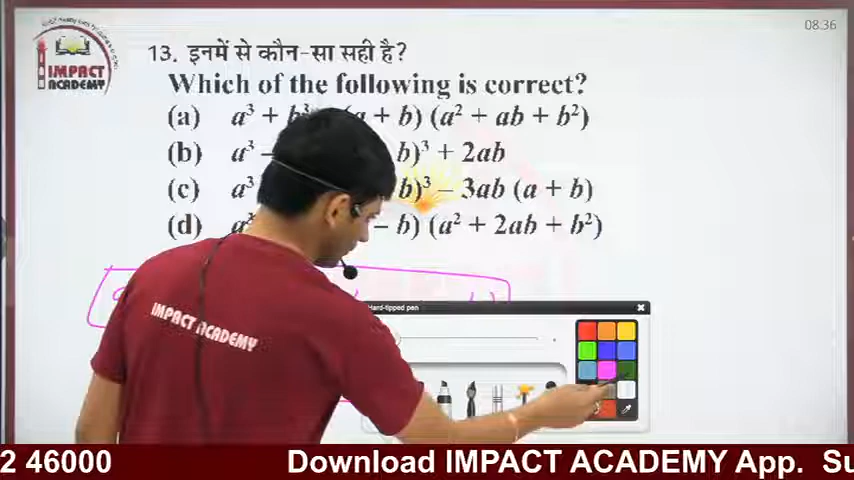 08.36
IMPACT
ACADEMY
13. इनमें से कौन-सा सही है?
Which of the following is correct?
(a) a³ + b³ (a + b) (a² + ab + b²)
(b) a³ – b)³ + 2ab
(c) a³ b)³ – 3ab (a + b)
(d) – b) (a² + 2ab + b²)
Hard-tipped pen
IMPACT ACADEMY
2 46000 Download IMPACT ACADEMY App. Su